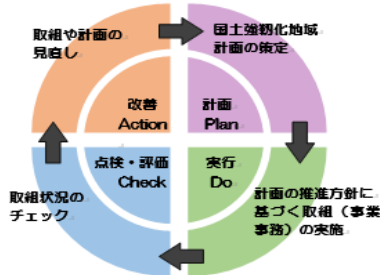 取組や計画の
見直し
国土強靭化地域
計画の策定
改善
Action
計画
Plan
点検・評価
Check
実行
Do
取組状況の
チェック
計画の推進方針に
基づく取組（事業
事務）の実施